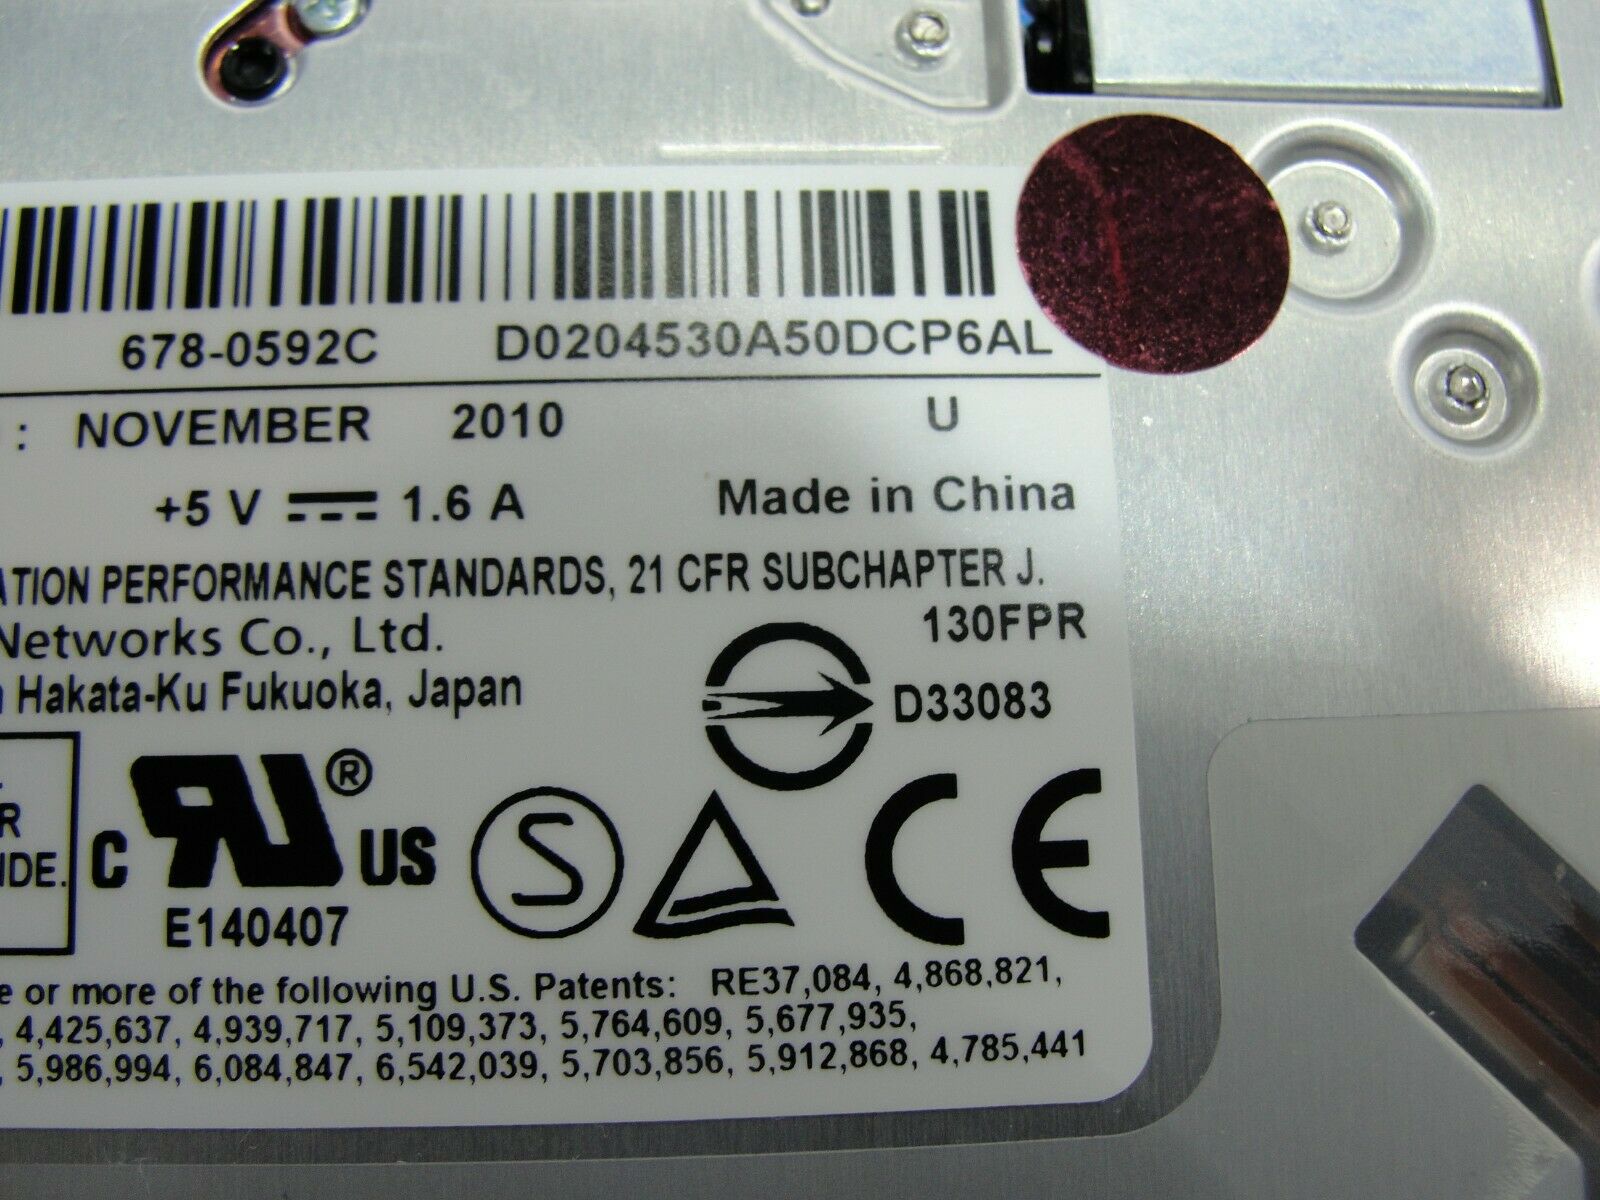 678-0592C D0204530A50DCP6AL
: NOVEMBER 2010 U
+5 V 1.6 A Made in China
PERFORMANCE STANDARDS, 21 CFR SUBCHAPTER J.
Networks Co., Ltd. 130FPR
Hakata-Ku Fukuoka, Japan
D33083
C RU® US
E140407
S
CE
or more of the following U.S. Patents: RE37,084, 4,868,821,
, 4,425,637, 4,939,717, 5,109,373, 5,764,609, 5,677,935,
, 5,986,994, 6,084,847, 6,542,039, 5,703,856, 5,912,868, 4,785,441